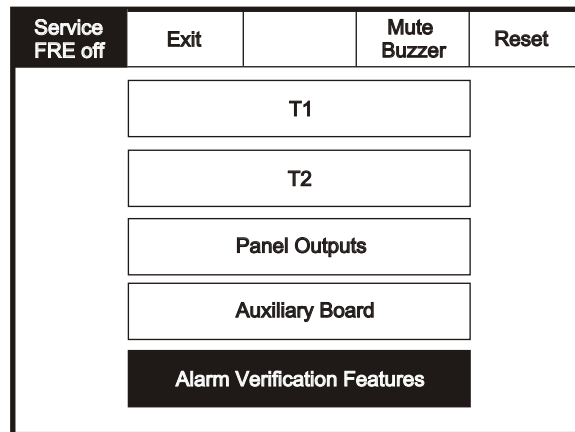 Service
FRE off
Exit
Mute
Buzzer
Reset
T1
T2
Panel Outputs
Auxiliary Board
Alarm Verification Features